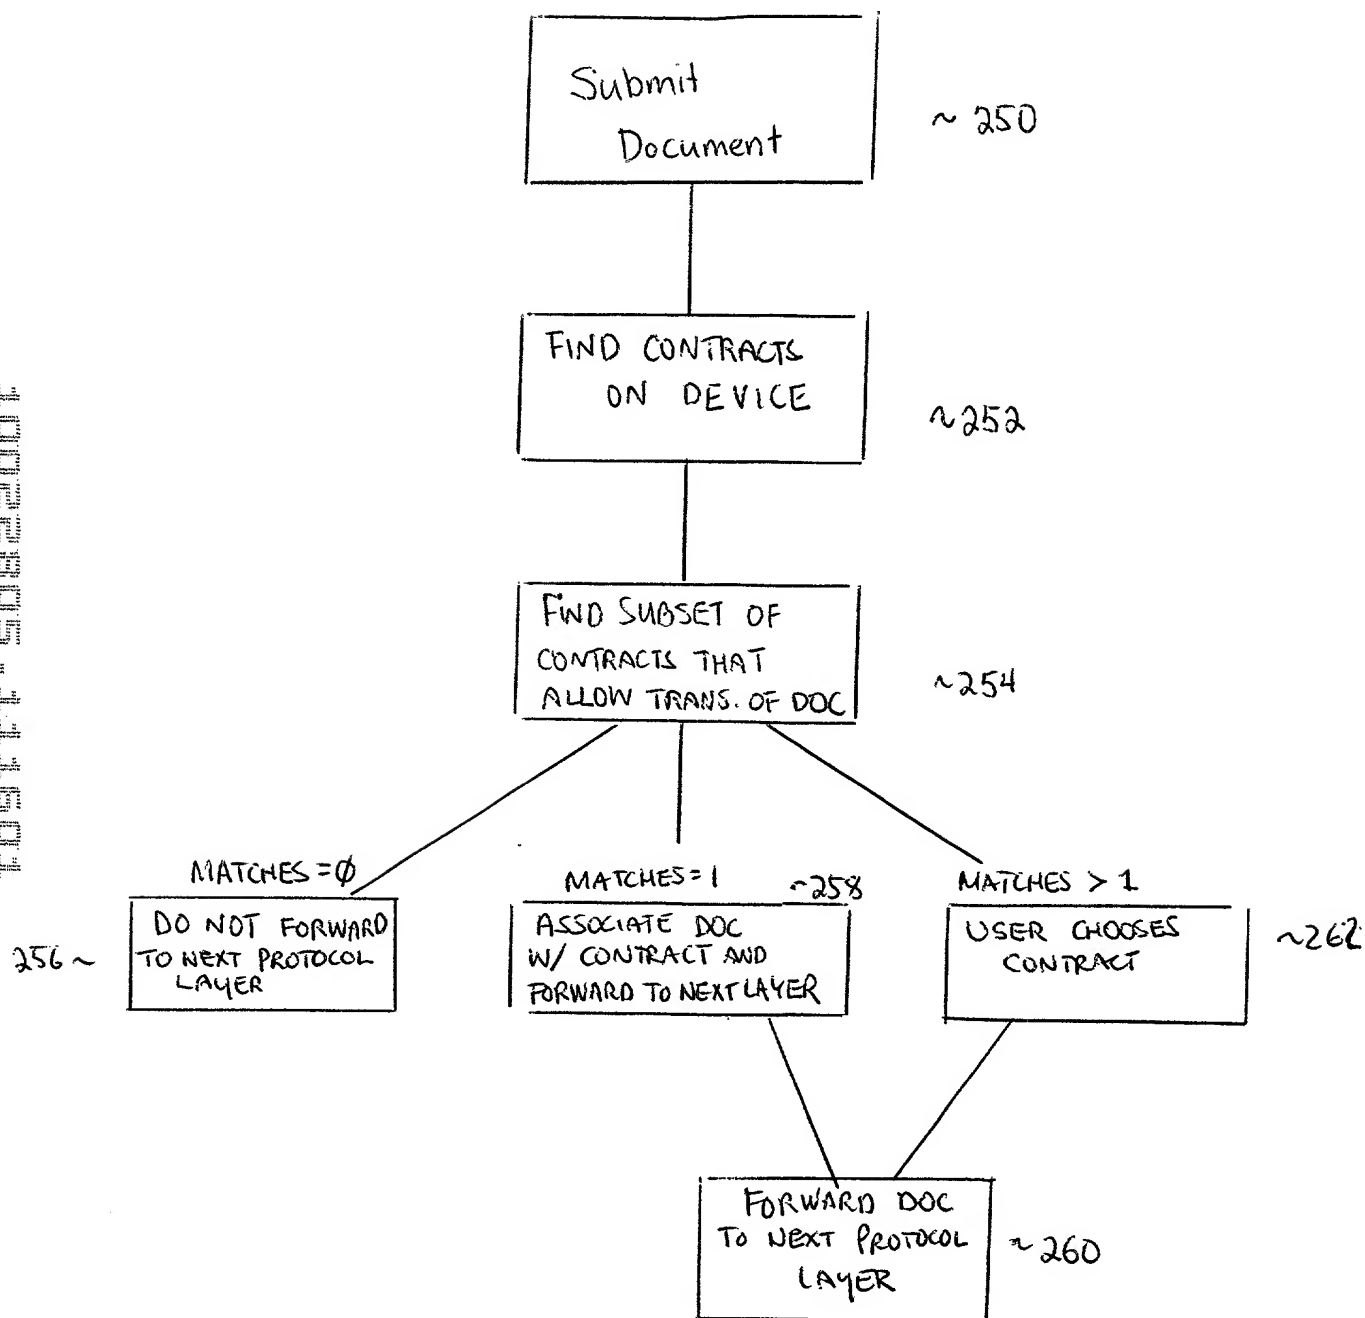 Submit
Document
~ 250
FIND CONTRACTS
ON DEVICE
~252
FIND SUBSET OF
CONTRACTS THAT
ALLOW TRANS. OF DOC
~254
MATCHES = Ø
256 ~
DO NOT FORWARD
TO NEXT PROTOCOL
LAYER
MATCHES = 1
~258
ASSOCIATE DOC
W/ CONTRACT AND
FORWARD TO NEXT LAYER
MATCHES > 1
USER CHOOSES
CONTRACT
~262
FORWARD DOC
TO NEXT PROTOCOL
LAYER
~ 260